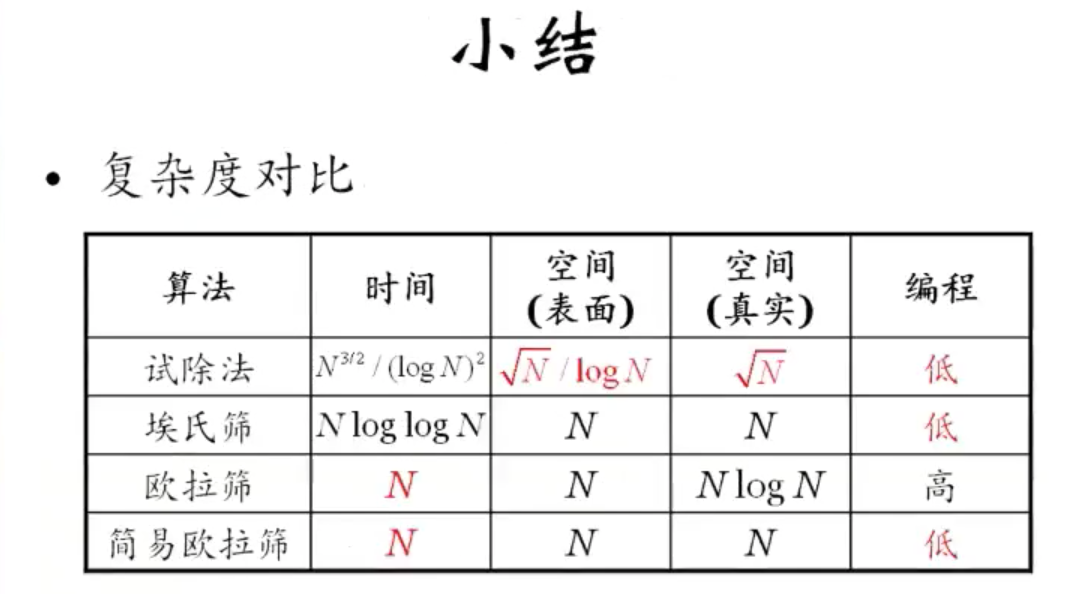 小结
• 复杂度对比
算法 时间 空间(表面) 空间(真实) 编程
试除法 N^{3/2} / (log N)^2 √N / log N √N 低
埃氏筛 N log log N N N 低
欧拉筛 N N N log N 高
简易欧拉筛 N N N 低